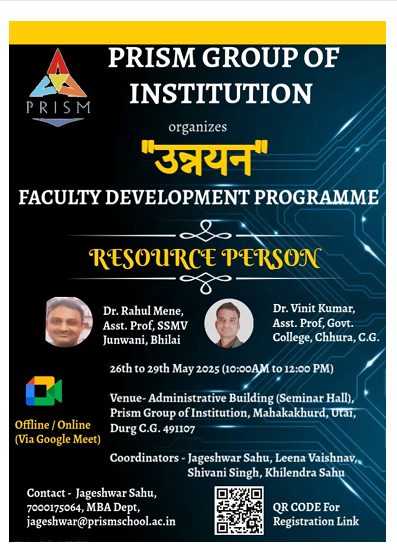 PRISM
PRISM GROUP OF
INSTITUTION
organizes
"उन्नयन"
FACULTY DEVELOPMENT PROGRAMME
RESOURCE PERSON
Dr. Rahul Mene,
Asst. Prof, SSMV
Junwani, Bhilai
Dr. Vinit Kumar,
Asst. Prof, Govt.
College, Chhura, C.G.
26th to 29th May 2025 (10:00AM to 12:00 PM)
Offline / Online
(Via Google Meet)
Venue- Administrative Building (Seminar Hall),
Prism Group of Institution, Mahakakhurd, Utai,
Durg C.G. 491107
Coordinators - Jageshwar Sahu, Leena Vaishnav,
Shivani Singh, Khilendra Sahu
Contact - Jageshwar Sahu,
7000175064, MBA Dept,
jageshwar@prismschool.ac.in
QR CODE For
Registration Link